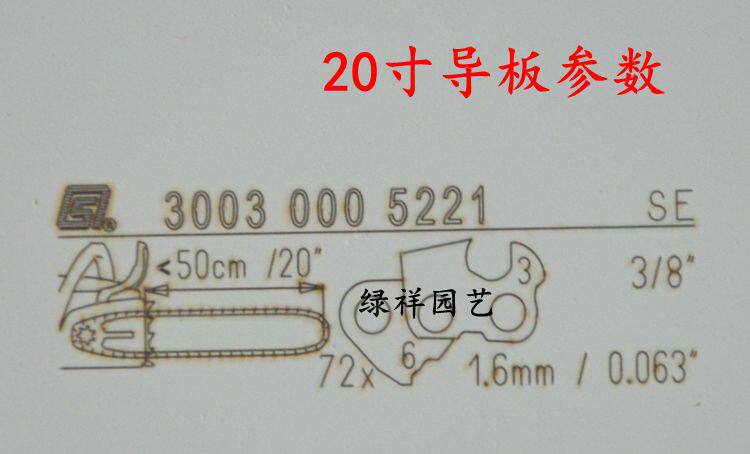 20寸导板参数
3003 000 5221 SE
<50cm /20" 3 3/8"
绿祥园艺
72x 6 1.6mm / 0.063"